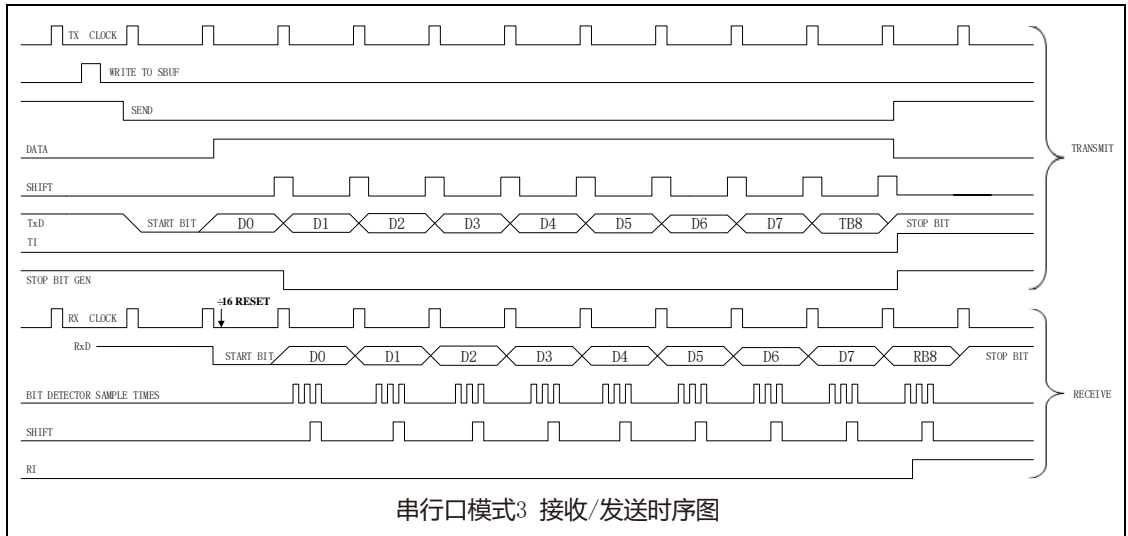 TX CLOCK
WRITE TO SBUF
SEND
DATA
TRANSMIT
SHIFT
TxD START BIT D0 D1 D2 D3 D4 D5 D6 D7 TB8 STOP BIT
TI
STOP BIT GEN
÷16 RESET
RX CLOCK
RxD START BIT D0 D1 D2 D3 D4 D5 D6 D7 RB8 STOP BIT
BIT DETECTOR SAMPLE TIMES
RECEIVE
SHIFT
RI
串行口模式3 接收/发送时序图